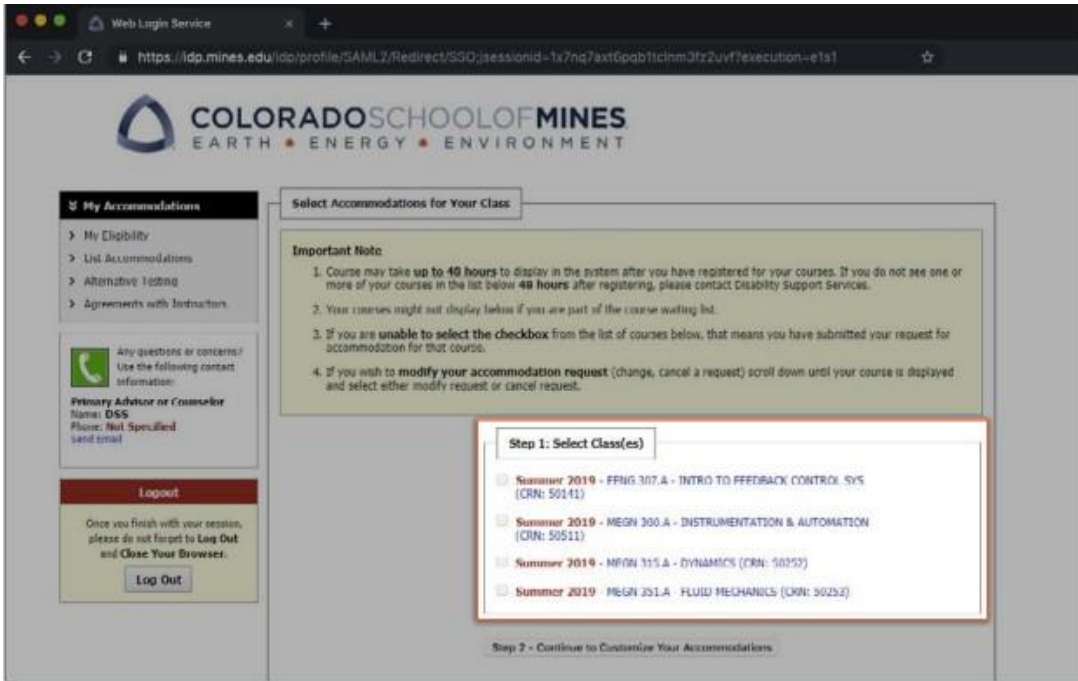 Web Login Service
https://idp.mines.edu/idp/profile/SAML2/Redirect/SSO;jsessionid=1x7nq7axt6pqb1tclnm3fz2uvf?execution=e1s1
COLORADOSCHOOLOFMINES
EARTH • ENERGY • ENVIRONMENT
My Accommodations
My Eligibility
List Accommodations
Alternative Testing
Agreements with Instructors
Any questions or concerns?
Use the following contact
information:
Primary Advisor or Counselor
Name: DSS
Phone: Not Specified
Send Email
Logout
Once you finish with your session,
please do not forget to Log Out
and Close Your Browser.
Log Out
Select Accommodations for Your Class
Important Note
1. Course may take up to 48 hours to display in the system after you have registered for your courses. If you do not see one or
more of your courses in the list below 48 hours after registering, please contact Disability Support Services.
2. Your courses might not display below if you are part of the course waiting list.
3. If you are unable to select the checkbox from the list of courses below, that means you have submitted your request for
accommodation for that course.
4. If you wish to modify your accommodation request (change, cancel a request) scroll down until your course is displayed
and select either modify request or cancel request.
Step 1: Select Class(es)
Summer 2019 - EENG 307.A - INTRO TO FEEDBACK CONTROL SYS
(CRN: 50141)
Summer 2019 - MEGN 300.A - INSTRUMENTATION & AUTOMATION
(CRN: 50511)
Summer 2019 - MEGN 315.A - DYNAMICS (CRN: 50252)
Summer 2019 - MEGN 351.A - FLUID MECHANICS (CRN: 50253)
Step 2 - Continue to Customize Your Accommodations